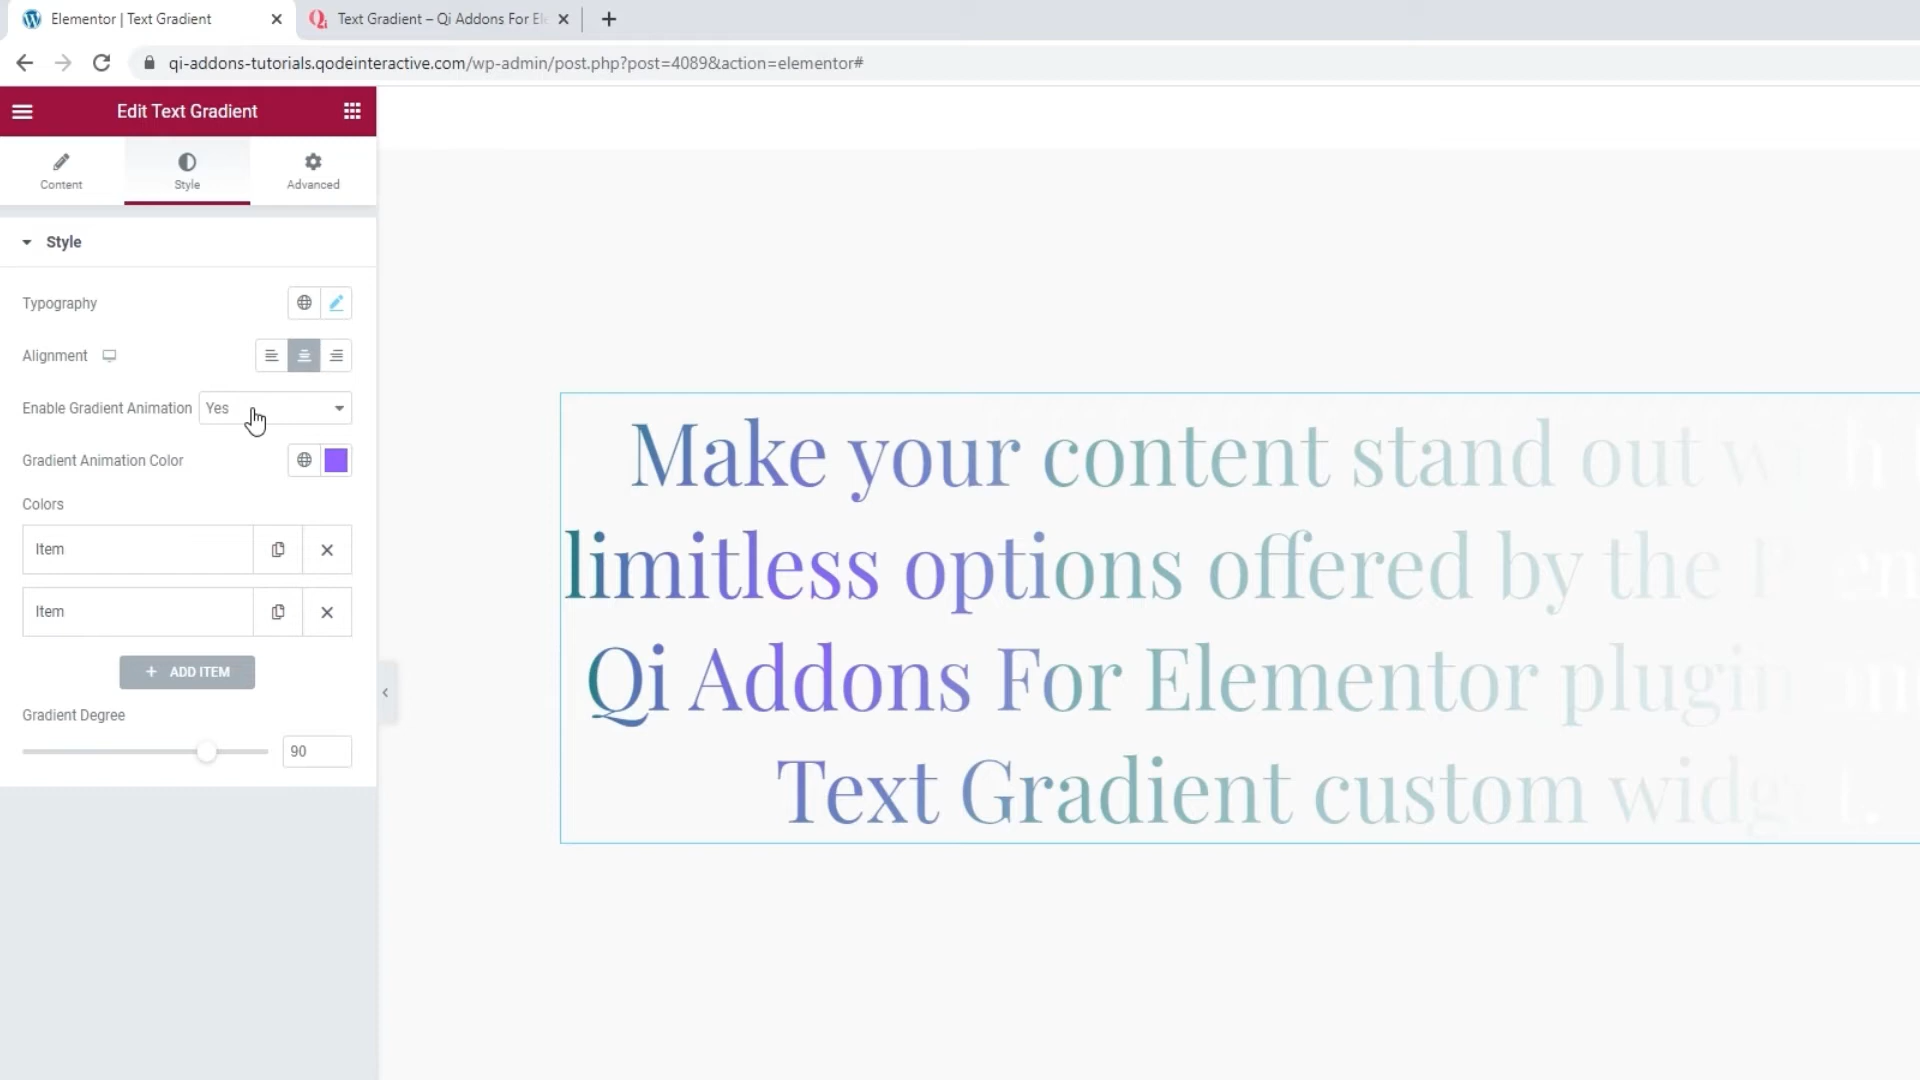 Elementor | Text Gradient
Text Gradient – Qi Addons For El
qi-addons-tutorials.qodeinteractive.com/wp-admin/post.php?post=4089&action=elementor#
Edit Text Gradient
Content
Style
Advanced
Style
Typography
Alignment
Enable Gradient Animation
Yes
Gradient Animation Color
Colors
Item
Item
+ ADD ITEM
Gradient Degree
90
Make your content stand out
limitless options offered by the
Qi Addons For Elementor plugin
Text Gradient custom